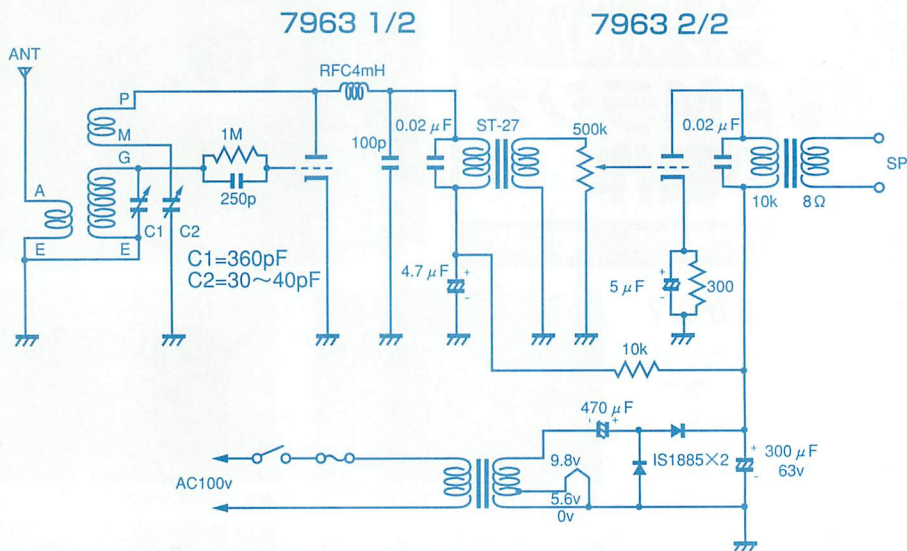 7963 1/2
7963 2/2
ANT
P
RFC4mH
M
1M
0.02 μF
ST-27
500k
0.02 μF
100p
G
SP
A
250p
10k
8Ω
C1
C2
E
E
C1=360pF
C2=30〜40pF
4.7 μF
+
-
5 μF
+
-
300
10k
470 μF
-
+
9.8v
IS1885×2
+
-
300 μF
63v
AC100v
5.6v
0v